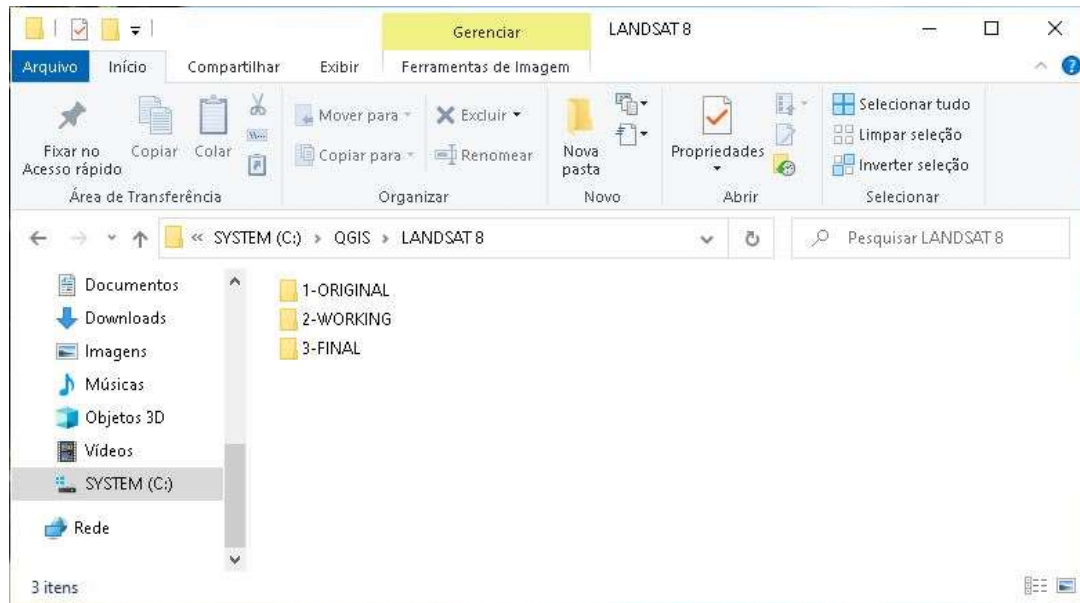 Gerenciar LANDSAT 8
Arquivo Início Compartilhar Exibir Ferramentas de Imagem
Fixar no Acesso rápido
Copiar
Colar
Mover para
Copiar para
Excluir
Renomear
Nova pasta
Propriedades
Selecionar tudo
Limpar seleção
Inverter seleção
Área de Transferência Organizar Novo Abrir Selecionar
« SYSTEM (C:) › QGIS › LANDSAT 8
Pesquisar LANDSAT 8
Documentos
Downloads
Imagens
Músicas
Objetos 3D
Vídeos
SYSTEM (C:)
Rede
1-ORIGINAL
2-WORKING
3-FINAL
3 itens